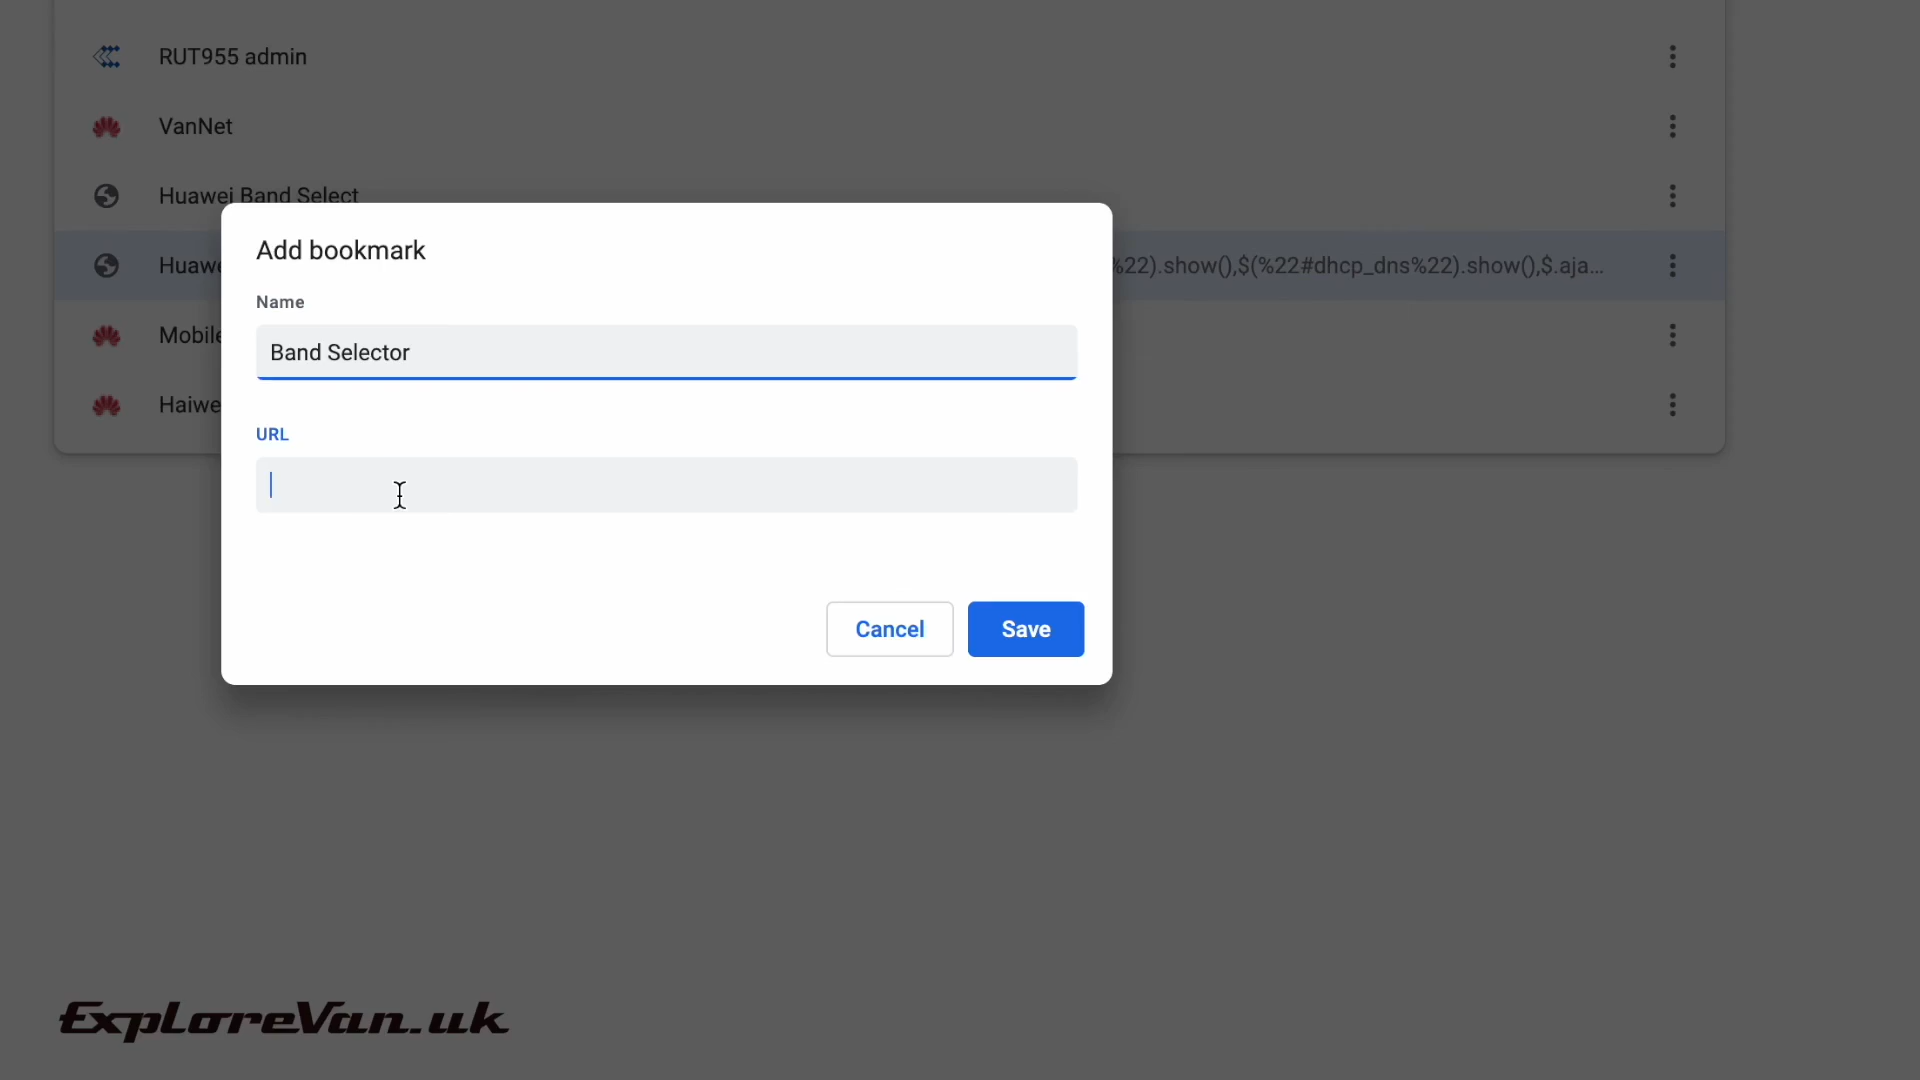 RUT955 admin
VanNet
Huawei Band Select
Huawe
%22).show(),$(%22#dhcp_dns%22).show(),$.aja...
Mobile
Haiwe
Add bookmark
Name
Band Selector
URL
Cancel
Save
ExploreVan.uk